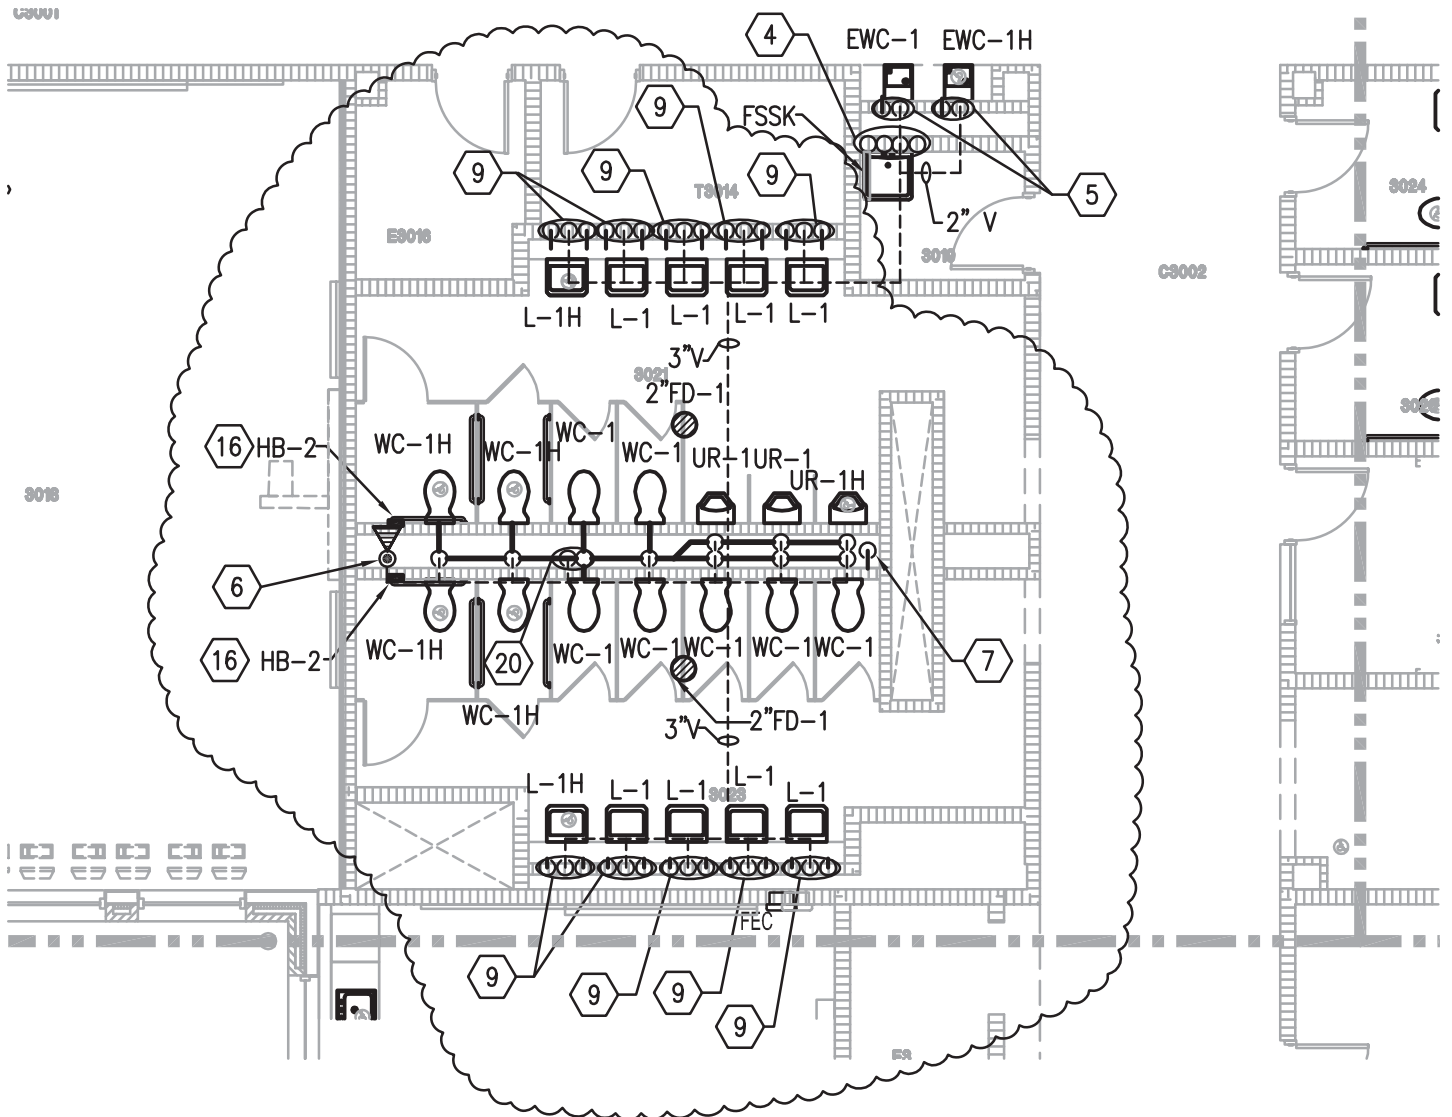 C3001
4
EWC-1
EWC-1H
9
FSSK
9
9
9
5
T3014
3024
2" V
E3016
3019
C3002
L-1H
L-1
L-1
L-1
L-1
3"V
3021
2"FD-1
16
HB-2
WC-1H
WC-1H
WC-1
WC-1
UR-1
UR-1
UR-1H
3018
6
16
HB-2
WC-1H
20
WC-1
WC-1
WC-1
WC-1
WC-1
7
WC-1H
3"V
2"FD-1
L-1H
L-1
L-1
L-1
L-1
3023
FEC
9
9
9
9